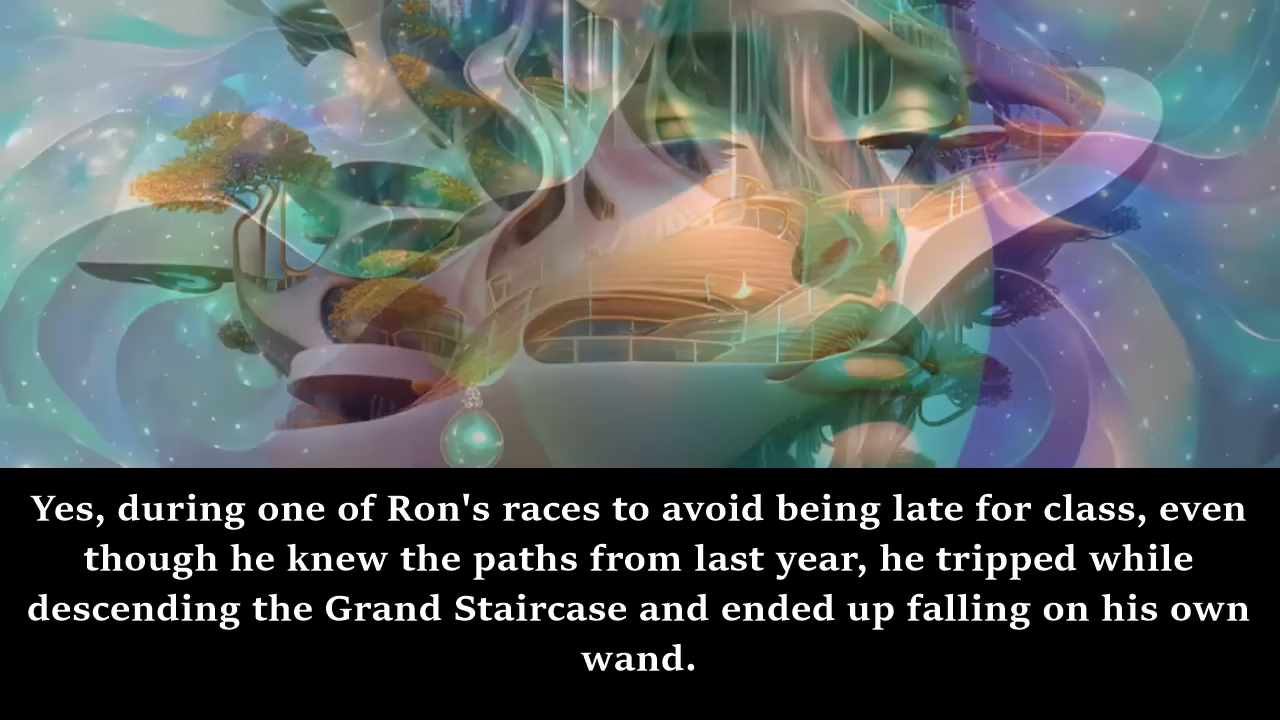 Yes, during one of Ron's races to avoid being late for class, even
though he knew the paths from last year, he tripped while
descending the Grand Staircase and ended up falling on his own
wand.